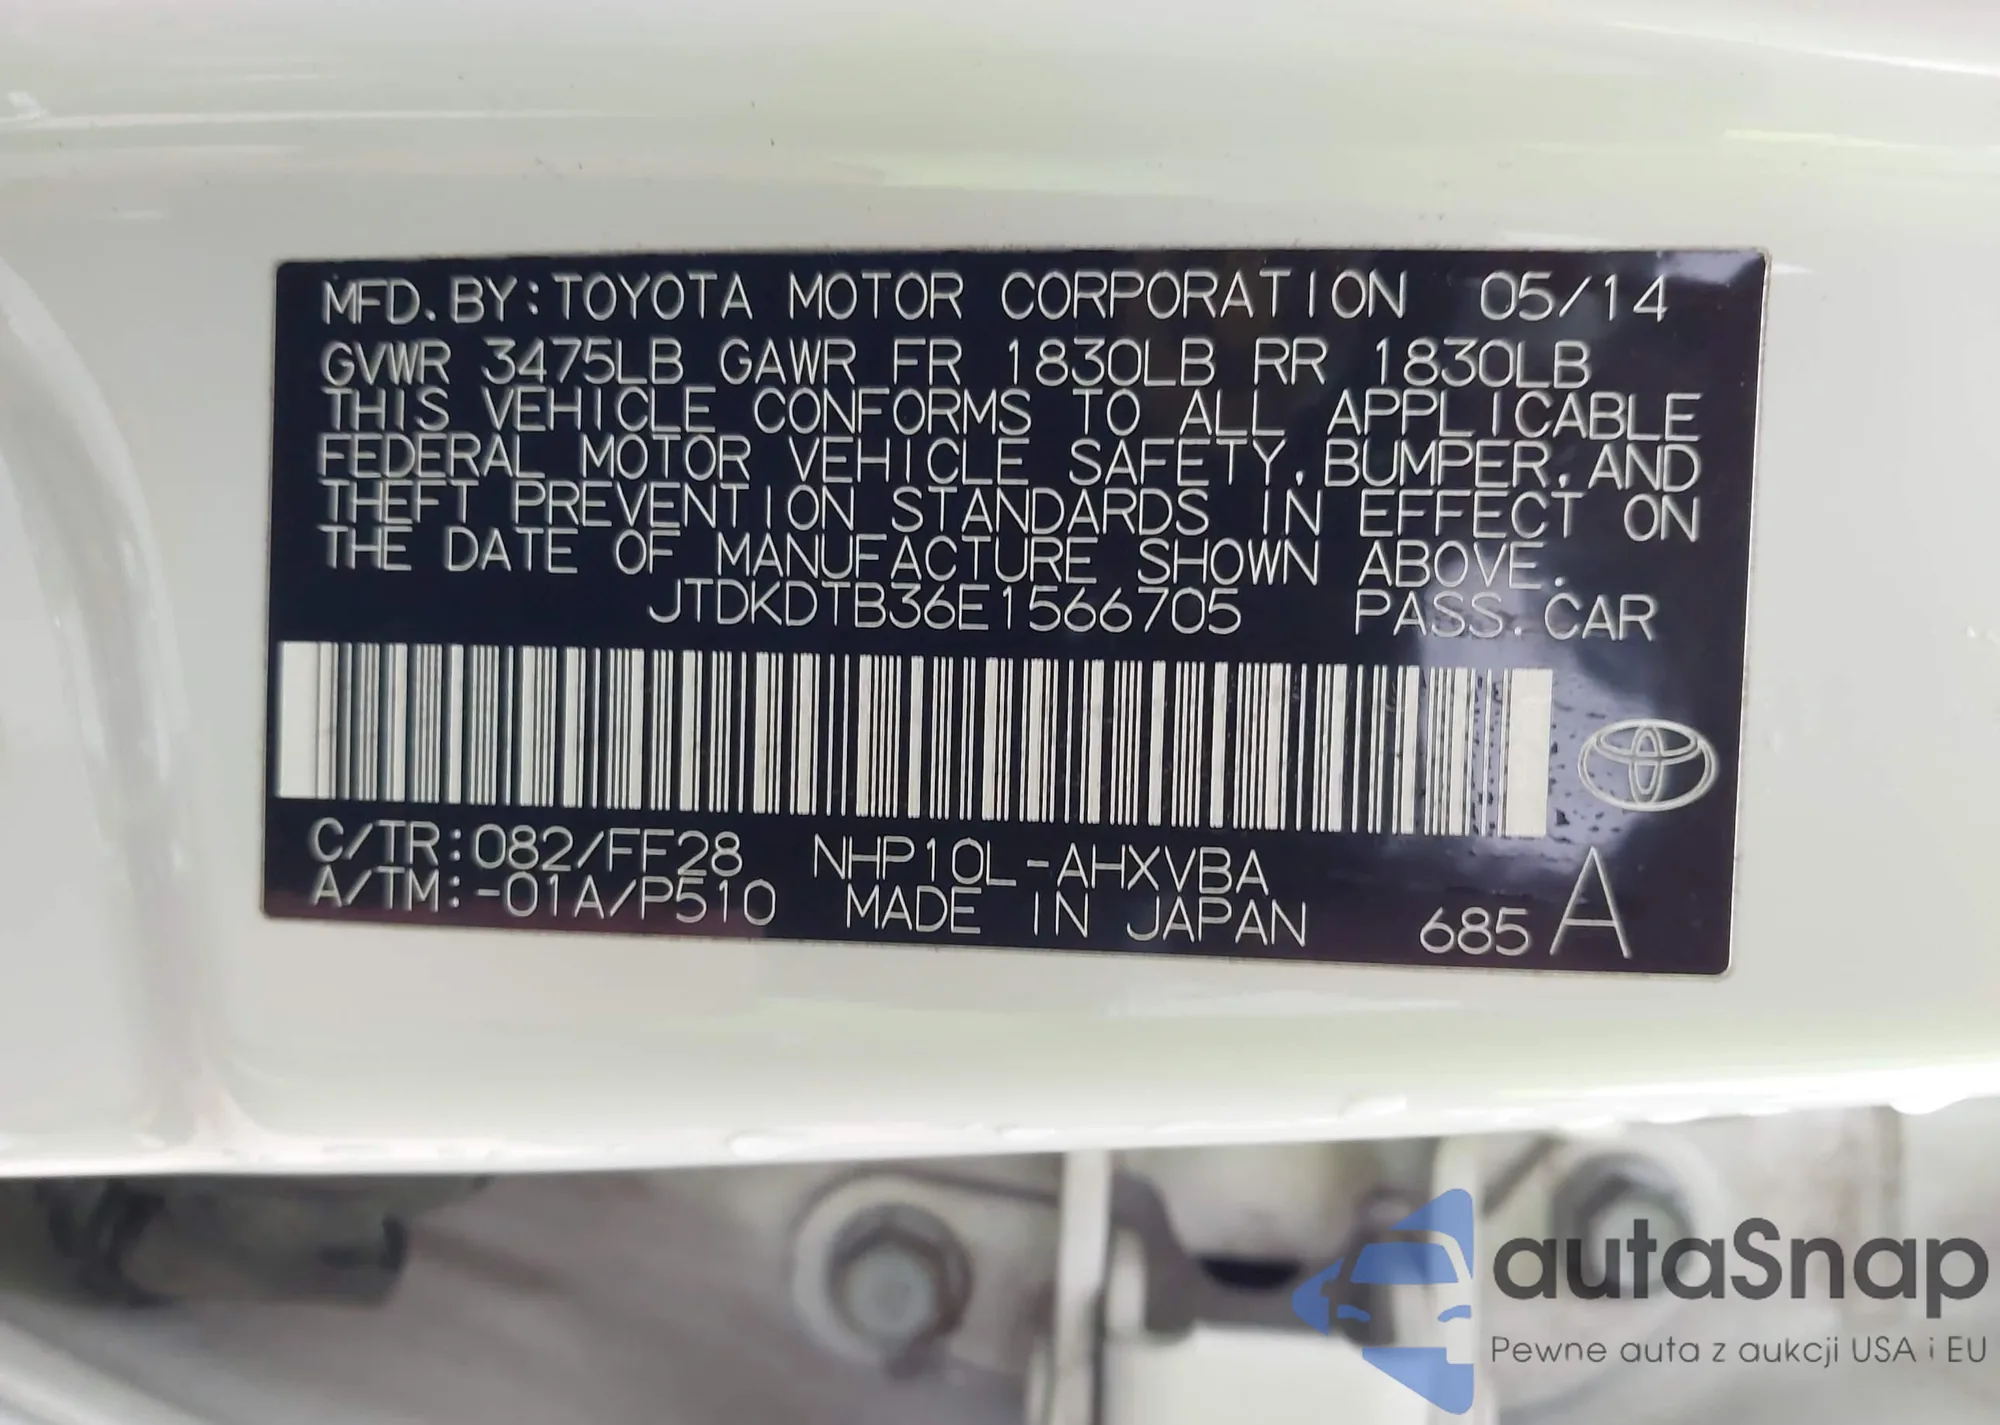 MFD. BY: TOYOTA MOTOR CORPORATION 05/14
GVWR 3475LB GAWR FR 1830LB RR 1830LB
THIS VEHICLE CONFORMS TO ALL APPLICABLE
FEDERAL MOTOR VEHICLE SAFETY, BUMPER, AND
THEFT PREVENTION STANDARDS IN EFFECT ON
THE DATE OF MANUFACTURE SHOWN ABOVE.
JTDKDTB36E1566705 PASS. CAR
C/TR: 082/FF28 NHP10L-AHXVBA
A/TM: -01A/P510 MADE IN JAPAN 685 A
autaSnap
Pewne auta z aukcji USA i EU